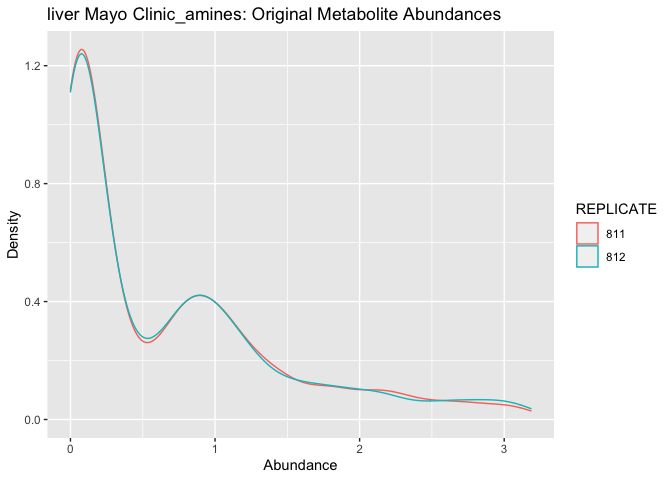 liver Mayo Clinic_amines: Original Metabolite Abundances
1.2
0.8
0.4
0.0
Density
0 1 2 3
Abundance
REPLICATE
811
812